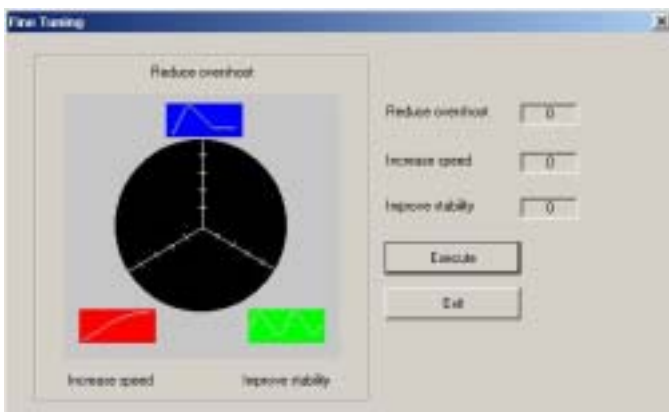 Fine Tuning
Reduce overshoot
Reduce overshoot 0
Increase speed 0
Improve stability 0
Execute
Exit
Increase speed Improve stability